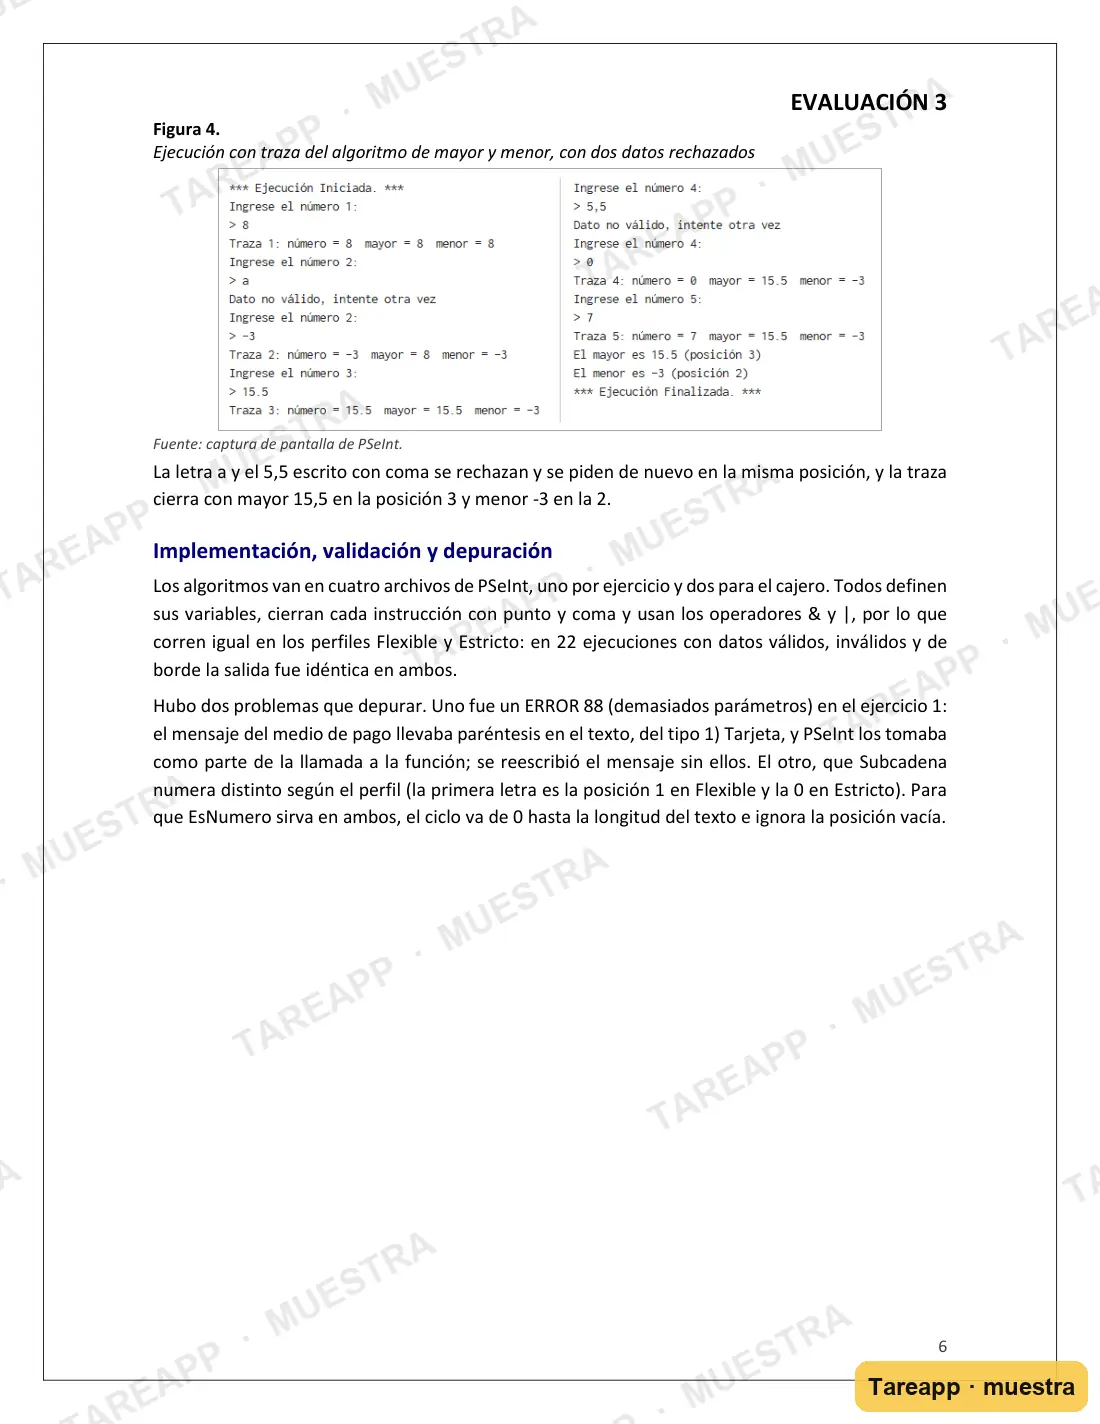 EVALUACIÓN 3
Figura 4.
Ejecución con traza del algoritmo de mayor y menor, con dos datos rechazados
*** Ejecución Iniciada. ***
Ingrese el número 1:
> 8
Traza 1: número = 8  mayor = 8  menor = 8
Ingrese el número 2:
> a
Dato no válido, intente otra vez
Ingrese el número 2:
> -3
Traza 2: número = -3  mayor = 8  menor = -3
Ingrese el número 3:
> 15.5
Traza 3: número = 15.5  mayor = 15.5  menor = -3
Ingrese el número 4:
> 5,5
Dato no válido, intente otra vez
Ingrese el número 4:
> 0
Traza 4: número = 0  mayor = 15.5  menor = -3
Ingrese el número 5:
> 7
Traza 5: número = 7  mayor = 15.5  menor = -3
El mayor es 15.5 (posición 3)
El menor es -3 (posición 2)
*** Ejecución Finalizada. ***
Fuente: captura de pantalla de PSeInt.
La letra a y el 5,5 escrito con coma se rechazan y se piden de nuevo en la misma posición, y la traza
cierra con mayor 15,5 en la posición 3 y menor -3 en la 2.
Implementación, validación y depuración
Los algoritmos van en cuatro archivos de PSeInt, uno por ejercicio y dos para el cajero. Todos definen
sus variables, cierran cada instrucción con punto y coma y usan los operadores & y |, por lo que
corren igual en los perfiles Flexible y Estricto: en 22 ejecuciones con datos válidos, inválidos y de
borde la salida fue idéntica en ambos.
Hubo dos problemas que depurar. Uno fue un ERROR 88 (demasiados parámetros) en el ejercicio 1:
el mensaje del medio de pago llevaba paréntesis en el texto, del tipo 1) Tarjeta, y PSeInt los tomaba
como parte de la llamada a la función; se reescribió el mensaje sin ellos. El otro, que Subcadena
numera distinto según el perfil (la primera letra es la posición 1 en Flexible y la 0 en Estricto). Para
que EsNumero sirva en ambos, el ciclo va de 0 hasta la longitud del texto e ignora la posición vacía.
6
Tareapp · muestra
TAREAPP · MUESTRA
TAREAPP · MUESTRA
TAREAPP · MUESTRA
TAREAPP · MUESTRA
TAREAPP · MUESTRA
TAREAPP · MUESTRA
TAREAPP · MUESTRA
TAREAPP · MUESTRA